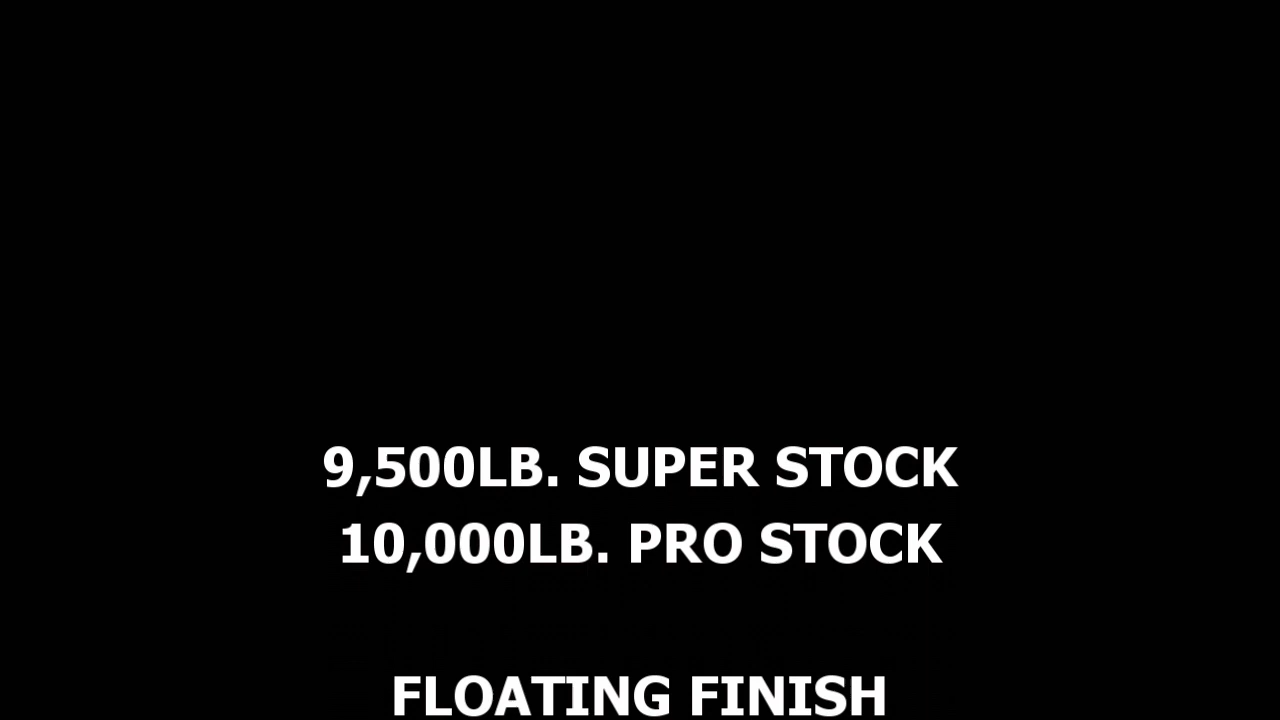 9,500LB. SUPER STOCK
10,000LB. PRO STOCK
FLOATING FINISH